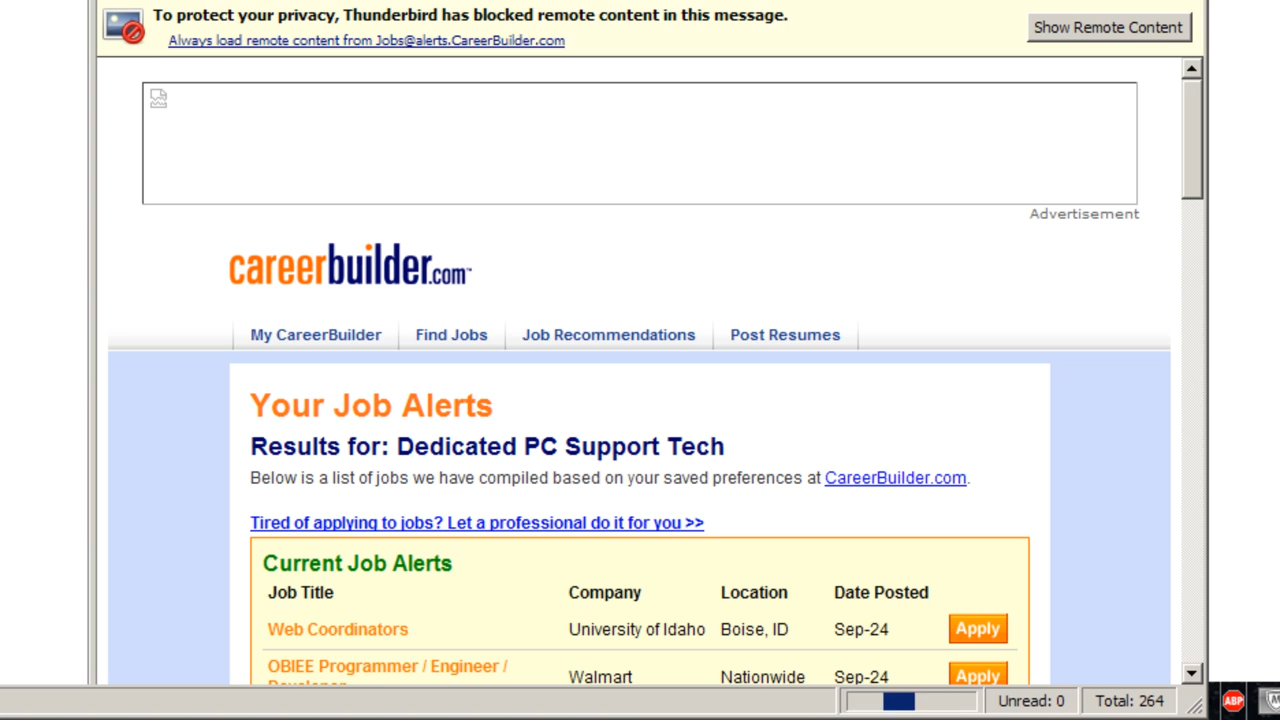 To protect your privacy, Thunderbird has blocked remote content in this message.
Always load remote content from Jobs@alerts.CareerBuilder.com
Show Remote Content
Advertisement
careerbuilder.com™
My CareerBuilder Find Jobs Job Recommendations Post Resumes
Your Job Alerts
Results for: Dedicated PC Support Tech
Below is a list of jobs we have compiled based on your saved preferences at CareerBuilder.com.
Tired of applying to jobs? Let a professional do it for you >>
Current Job Alerts
Job Title Company Location Date Posted
Web Coordinators University of Idaho Boise, ID Sep-24 Apply
OBIEE Programmer / Engineer /
Walmart Nationwide Sep-24 Apply
Unread: 0 Total: 264
ABP